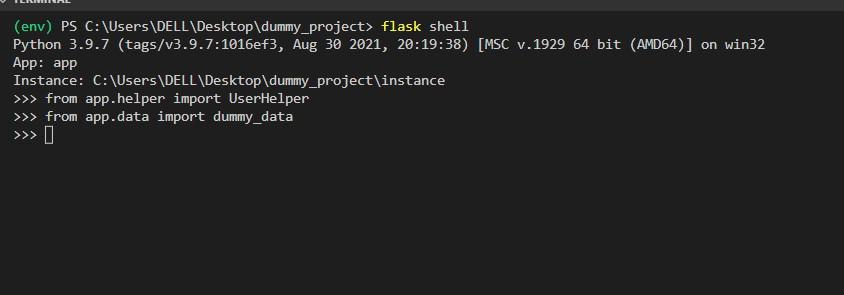 TERMINAL
(env) PS C:\Users\DELL\Desktop\dummy_project> flask shell
Python 3.9.7 (tags/v3.9.7:1016ef3, Aug 30 2021, 20:19:38) [MSC v.1929 64 bit (AMD64)] on win32
App: app
Instance: C:\Users\DELL\Desktop\dummy_project\instance
>>> from app.helper import UserHelper
>>> from app.data import dummy_data
>>>